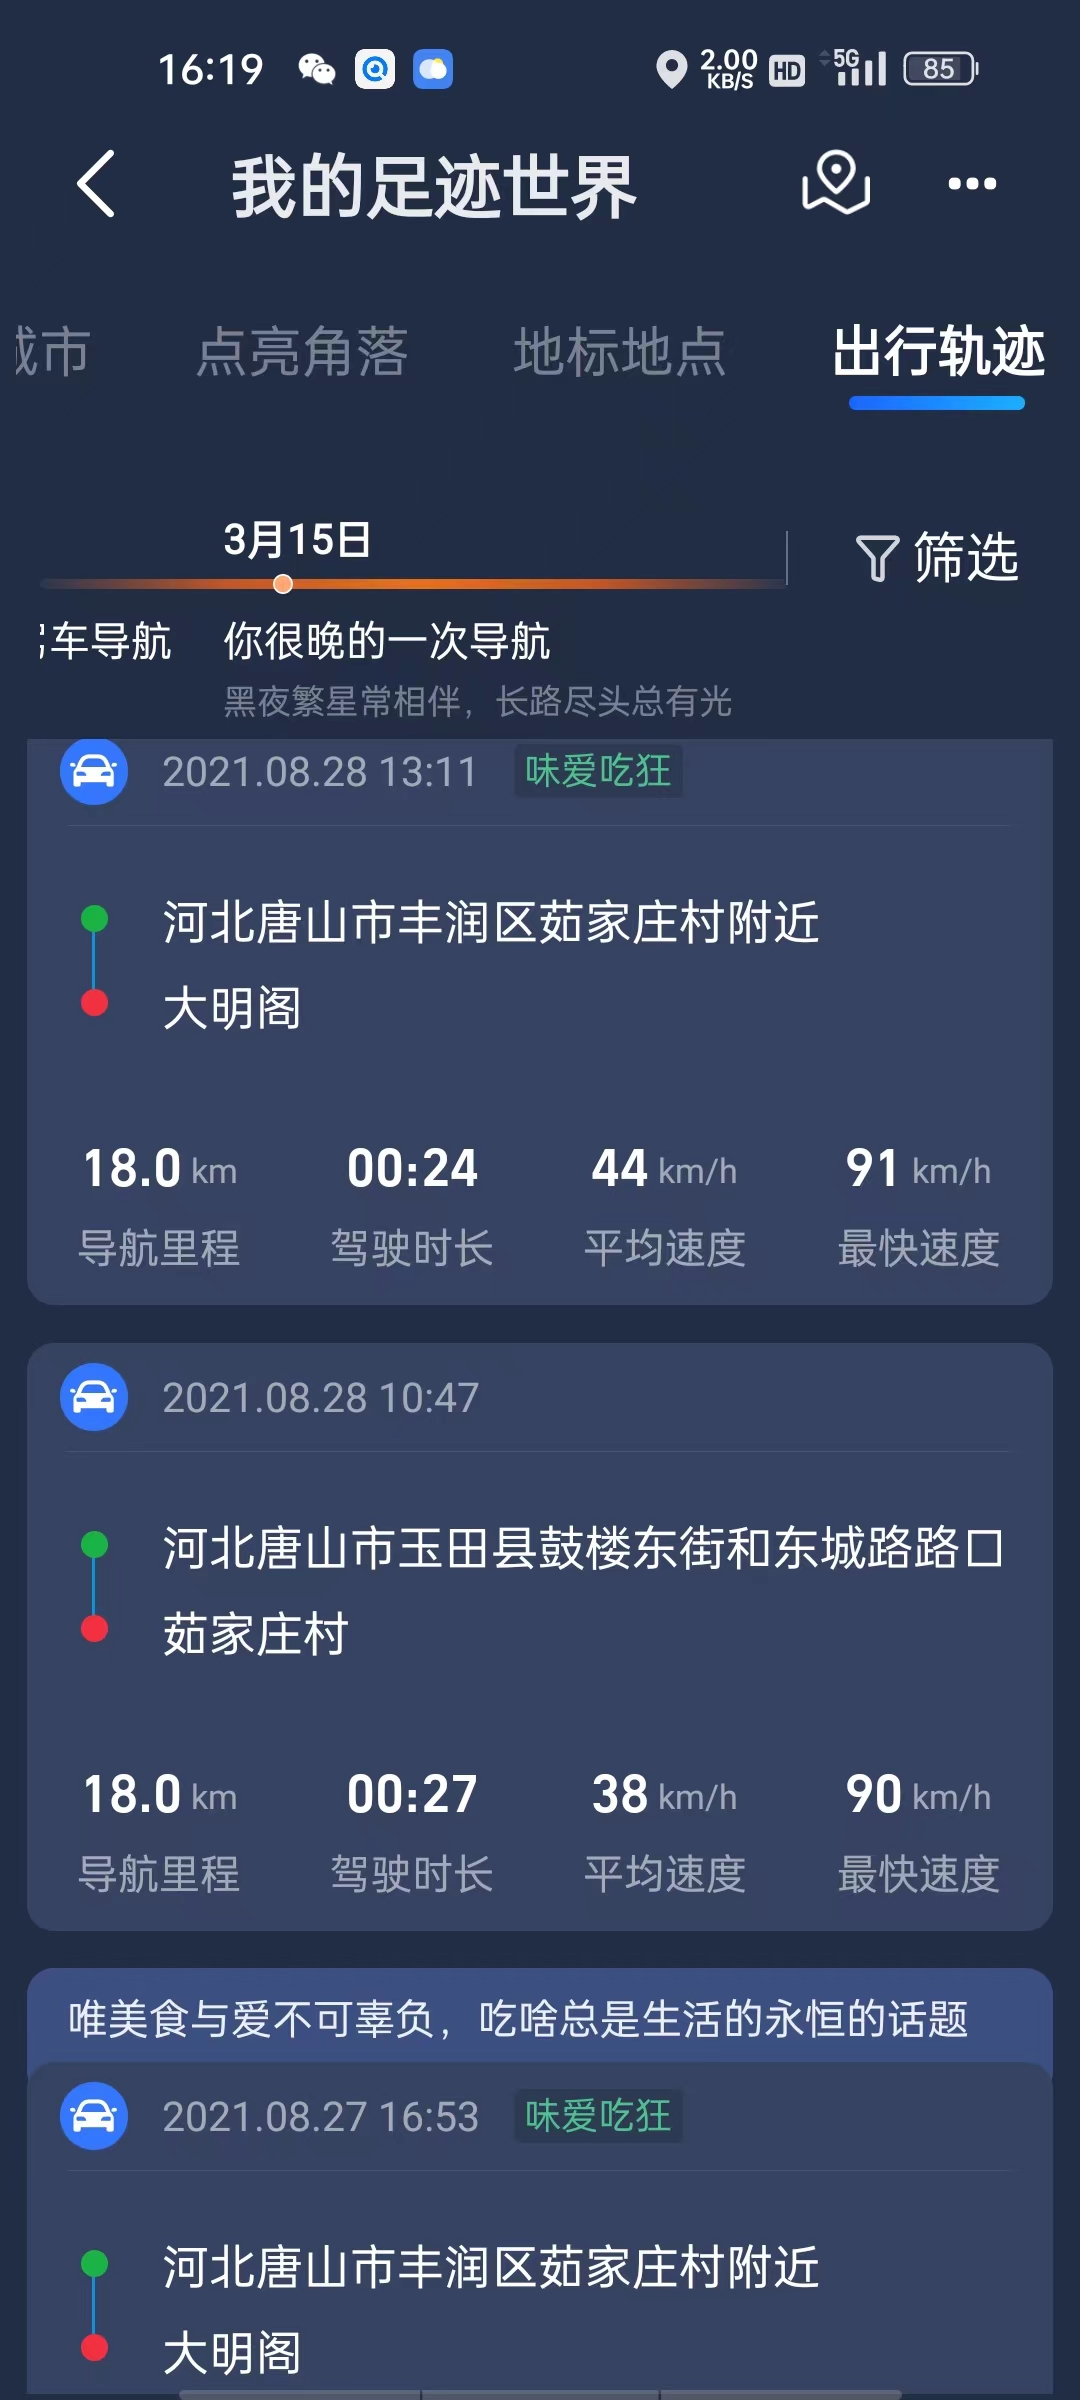 16:19
2.00 KB/S HD 5G 85
我的足迹世界
城市 点亮角落 地标地点 出行轨迹
3月15日
筛选
车导航 你很晚的一次导航
黑夜繁星常相伴，长路尽头总有光
2021.08.28 13:11 味爱吃狂
河北唐山市丰润区茹家庄村附近
大明阁
18.0 km 00:24 44 km/h 91 km/h
导航里程 驾驶时长 平均速度 最快速度
2021.08.28 10:47
河北唐山市玉田县鼓楼东街和东城路路口
茹家庄村
18.0 km 00:27 38 km/h 90 km/h
导航里程 驾驶时长 平均速度 最快速度
唯美食与爱不可辜负，吃啥总是生活的永恒的话题
2021.08.27 16:53 味爱吃狂
河北唐山市丰润区茹家庄村附近
大明阁